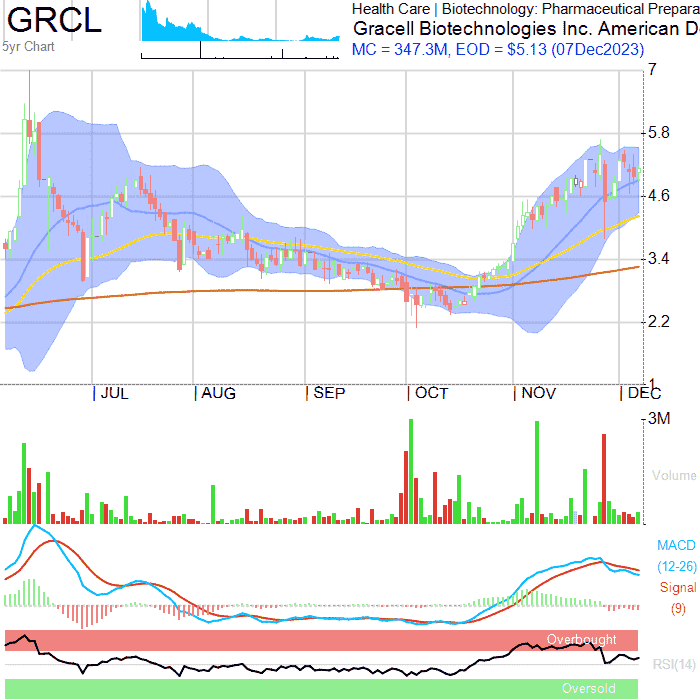 GRCL
5yr Chart
Health Care | Biotechnology: Pharmaceutical Prepara
Gracell Biotechnologies Inc. American D
MC = 347.3M, EOD = $5.13 (07Dec2023)
7
5.8
4.6
3.4
2.2
1
JUL
AUG
SEP
OCT
NOV
DEC
3M
Volume
MACD
(12-26)
Signal
(9)
Overbought
RSI(14)
Oversold